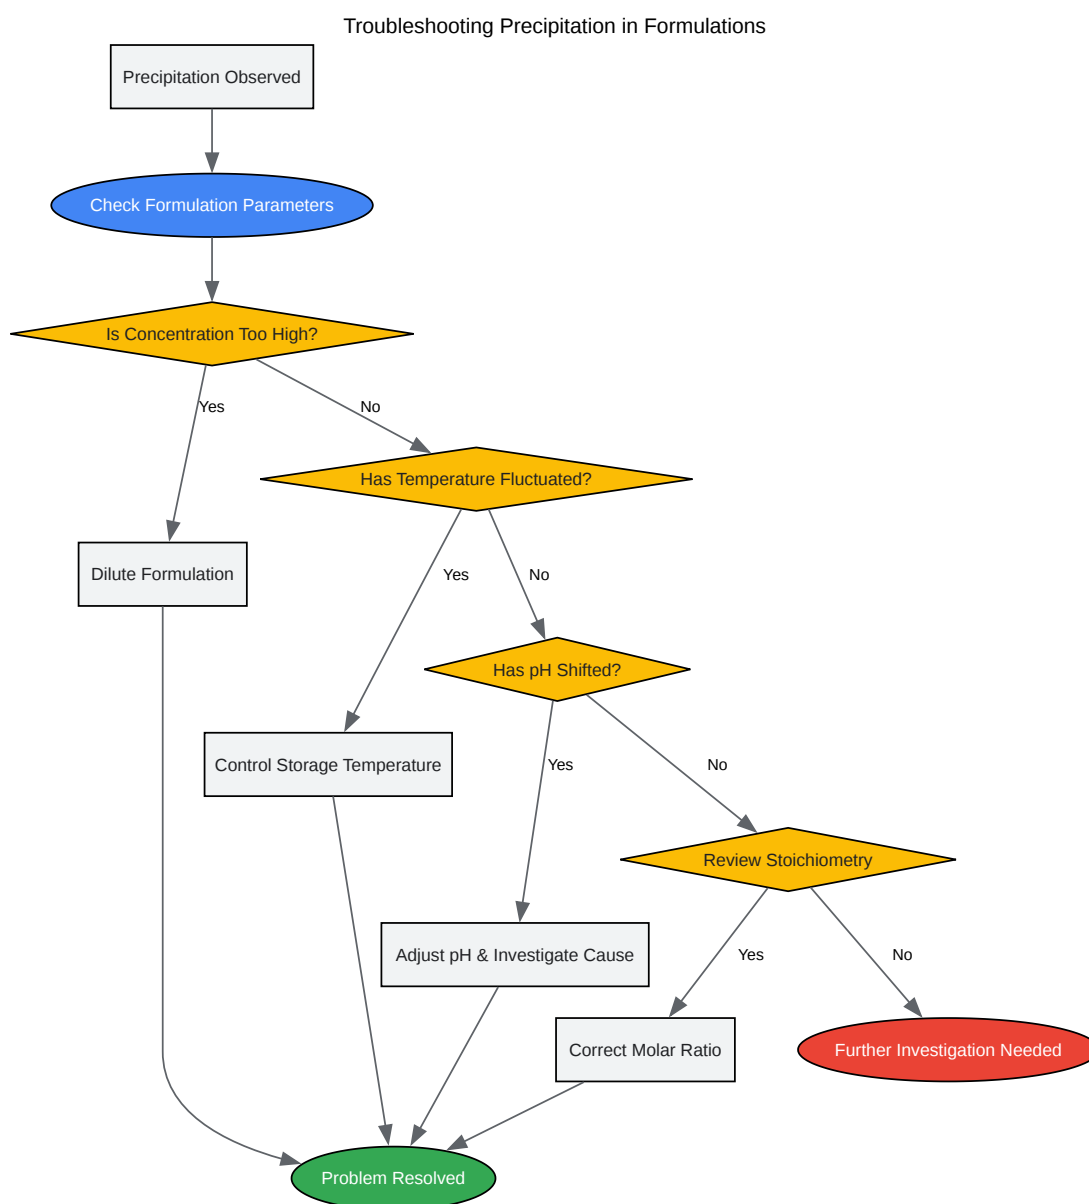 Troubleshooting Precipitation in Formulations
Precipitation Observed
Check Formulation Parameters
Is Concentration Too High?
Yes
No
Has Temperature Fluctuated?
Dilute Formulation
Yes
No
Has pH Shifted?
Control Storage Temperature
Yes
No
Review Stoichiometry
Adjust pH & Investigate Cause
Yes
No
Correct Molar Ratio
Further Investigation Needed
Problem Resolved